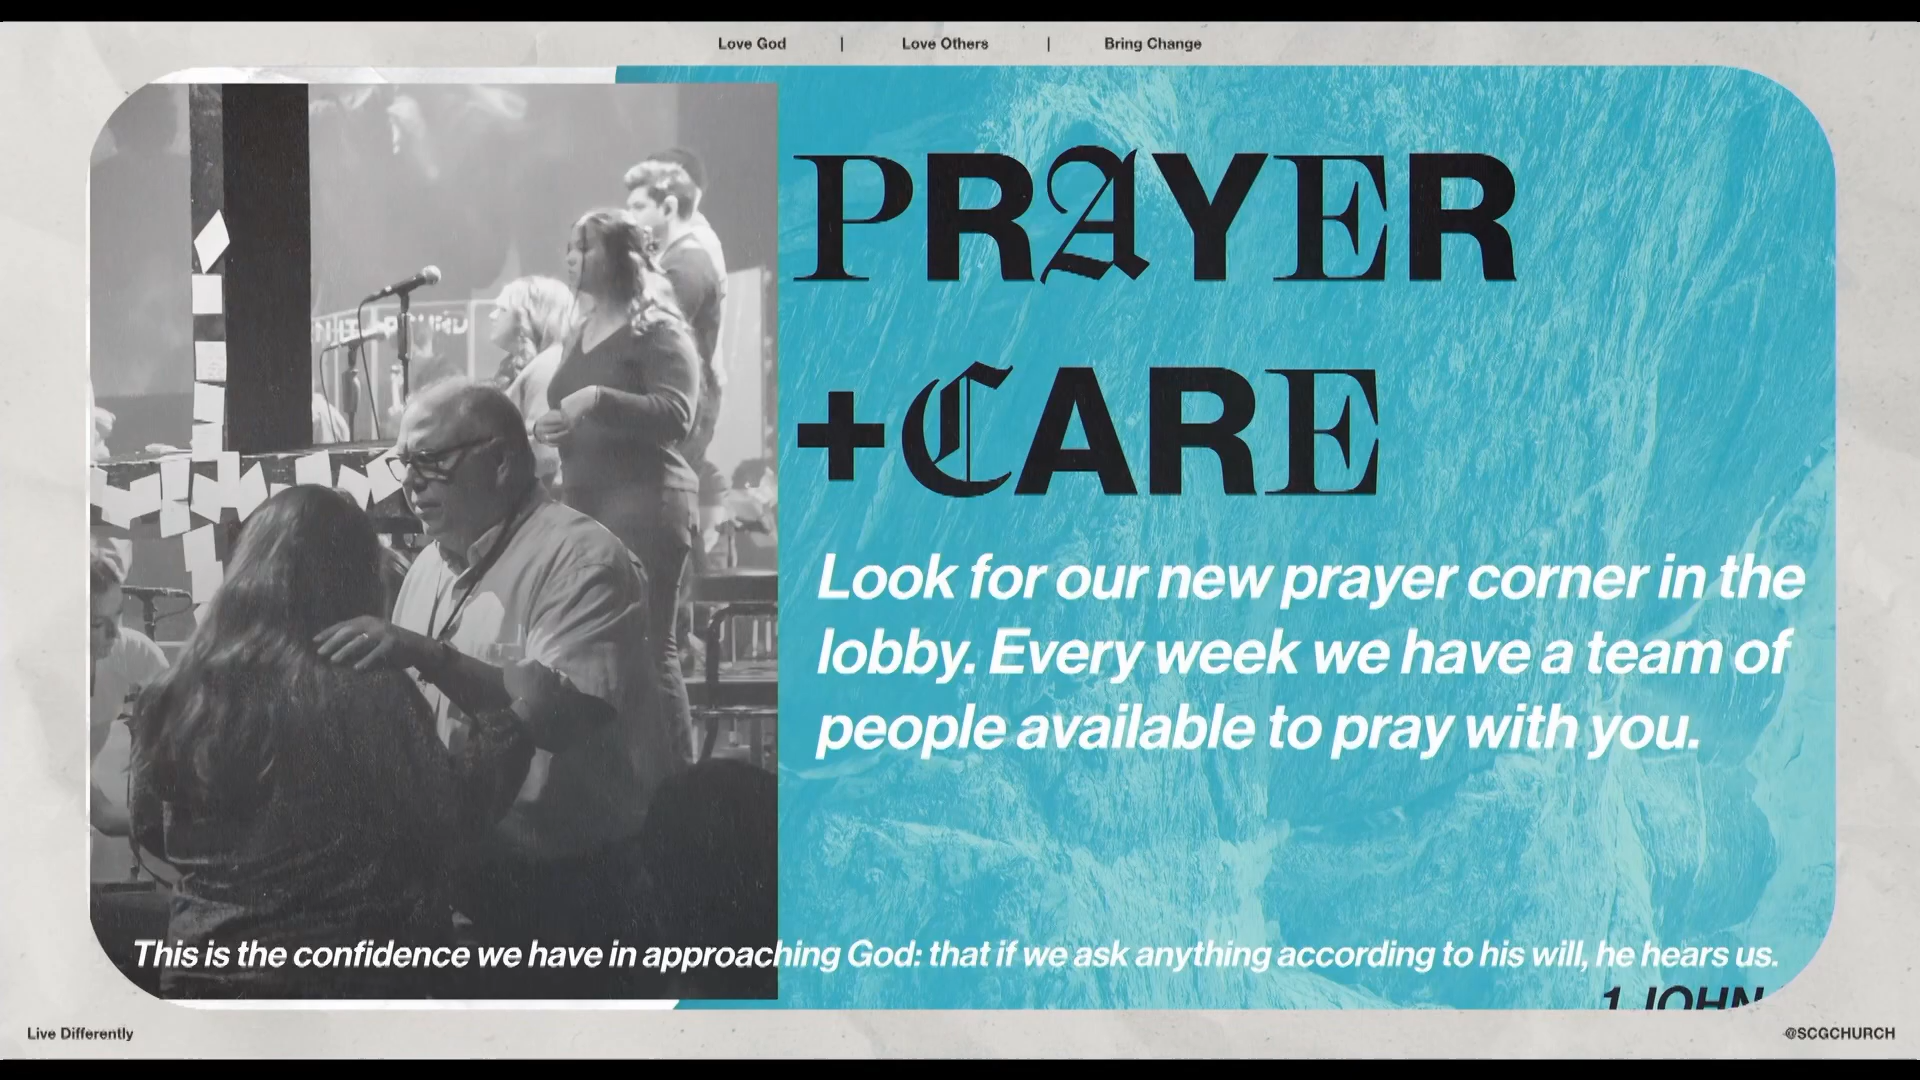 Love God | Love Others | Bring Change
PRAYER
+CARE
Look for our new prayer corner in the
lobby. Every week we have a team of
people available to pray with you.
This is the confidence we have in approaching God: that if we ask anything according to his will, he hears us.
1 JOHN
Live Differently
@SCGCHURCH